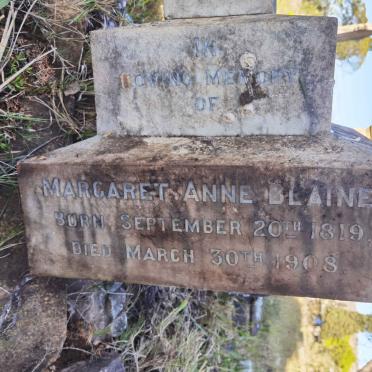 IN
LOVING MEMORY
OF
MARGARET ANNE BLAINE
BORN SEPTEMBER 20TH 1819.
DIED MARCH 30TH 1908.